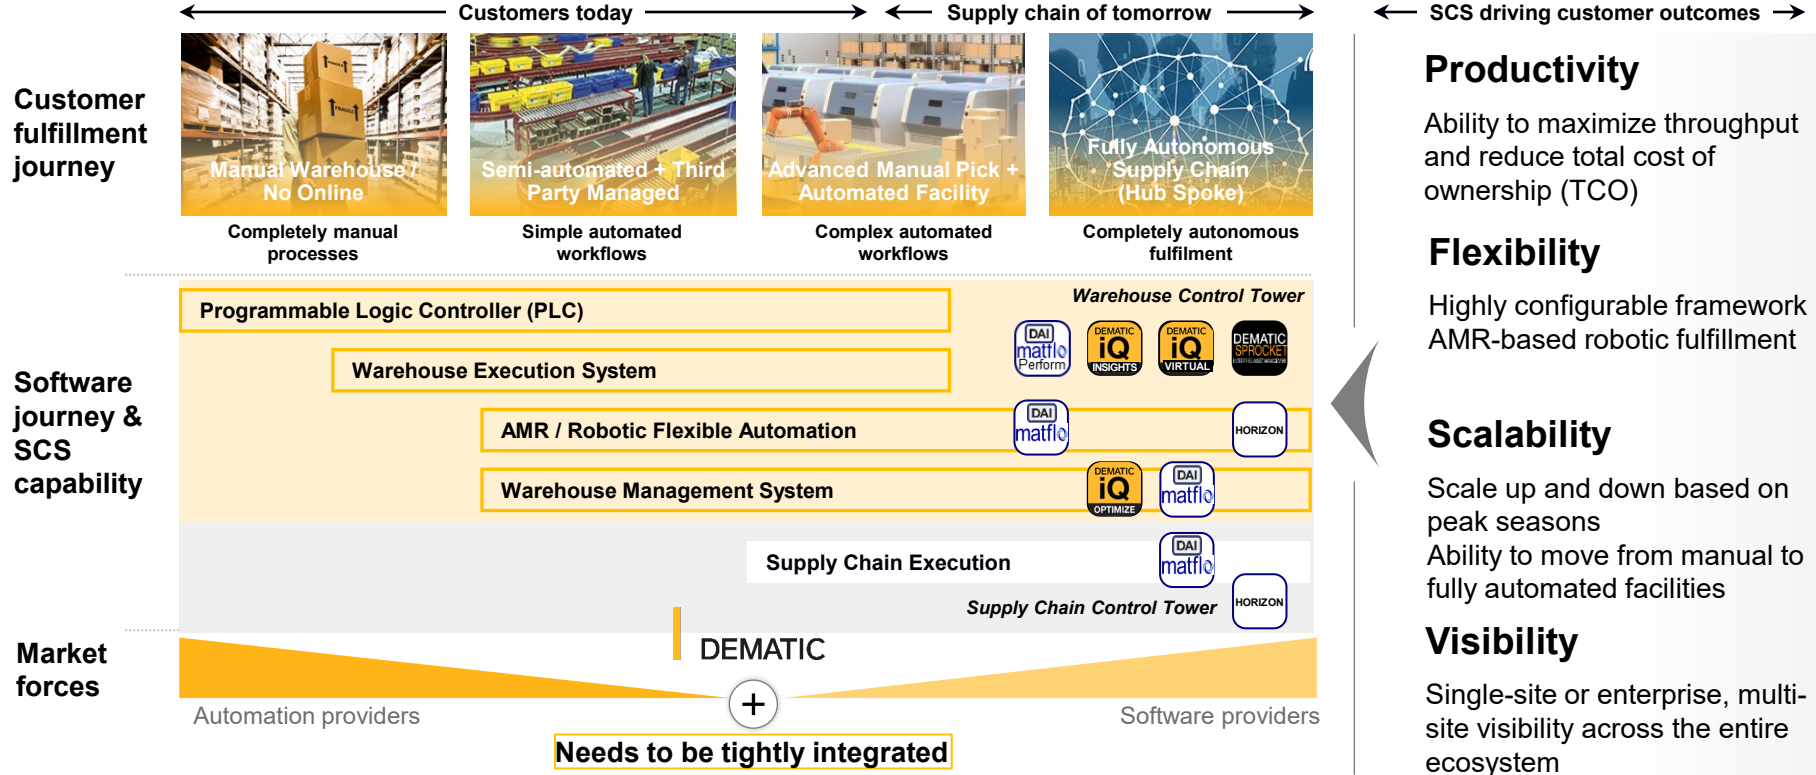 Customers today
Supply chain of tomorrow
SCS driving customer outcomes
Customer
fulfillment
journey
FRAGILE
FRAGILE
Manual Warehouse /
No Online
Semi-automated + Third
Party Managed
Advanced Manual Pick +
Automated Facility
Fully Autonomous
Supply Chain
(Hub Spoke)
Completely manual
processes
Simple automated
workflows
Complex automated
workflows
Completely autonomous
fulfilment
Software
journey &
SCS
capability
Programmable Logic Controller (PLC)
Warehouse Control Tower
DAI
matflo
Perform
DEMATIC
iQ
INSIGHTS
DEMATIC
iQ
VIRTUAL
DEMATIC
SPROCKET
Warehouse Execution System
AMR / Robotic Flexible Automation
DAI
matflo
HORIZON
Warehouse Management System
DEMATIC
iQ
OPTIMIZE
DAI
matflo
Supply Chain Execution
DAI
matflo
Supply Chain Control Tower
HORIZON
Market
forces
DEMATIC
+
Automation providers
Software providers
Needs to be tightly integrated
Productivity
Ability to maximize throughput
and reduce total cost of
ownership (TCO)
Flexibility
Highly configurable framework
AMR-based robotic fulfillment
Scalability
Scale up and down based on
peak seasons
Ability to move from manual to
fully automated facilities
Visibility
Single-site or enterprise, multi-
site visibility across the entire
ecosystem